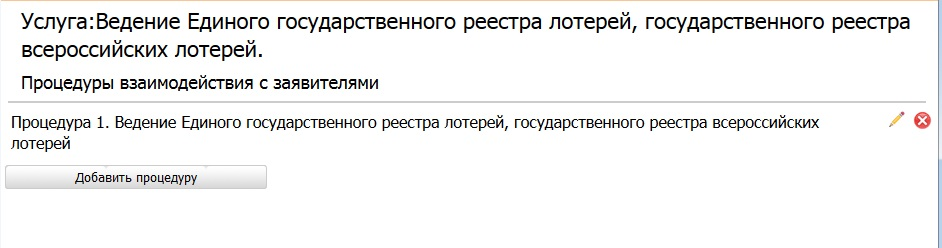 Услуга:Ведение Единого государственного реестра лотерей, государственного реестра
всероссийских лотерей.
Процедуры взаимодействия с заявителями
Процедура 1. Ведение Единого государственного реестра лотерей, государственного реестра всероссийских
лотерей
Добавить процедуру